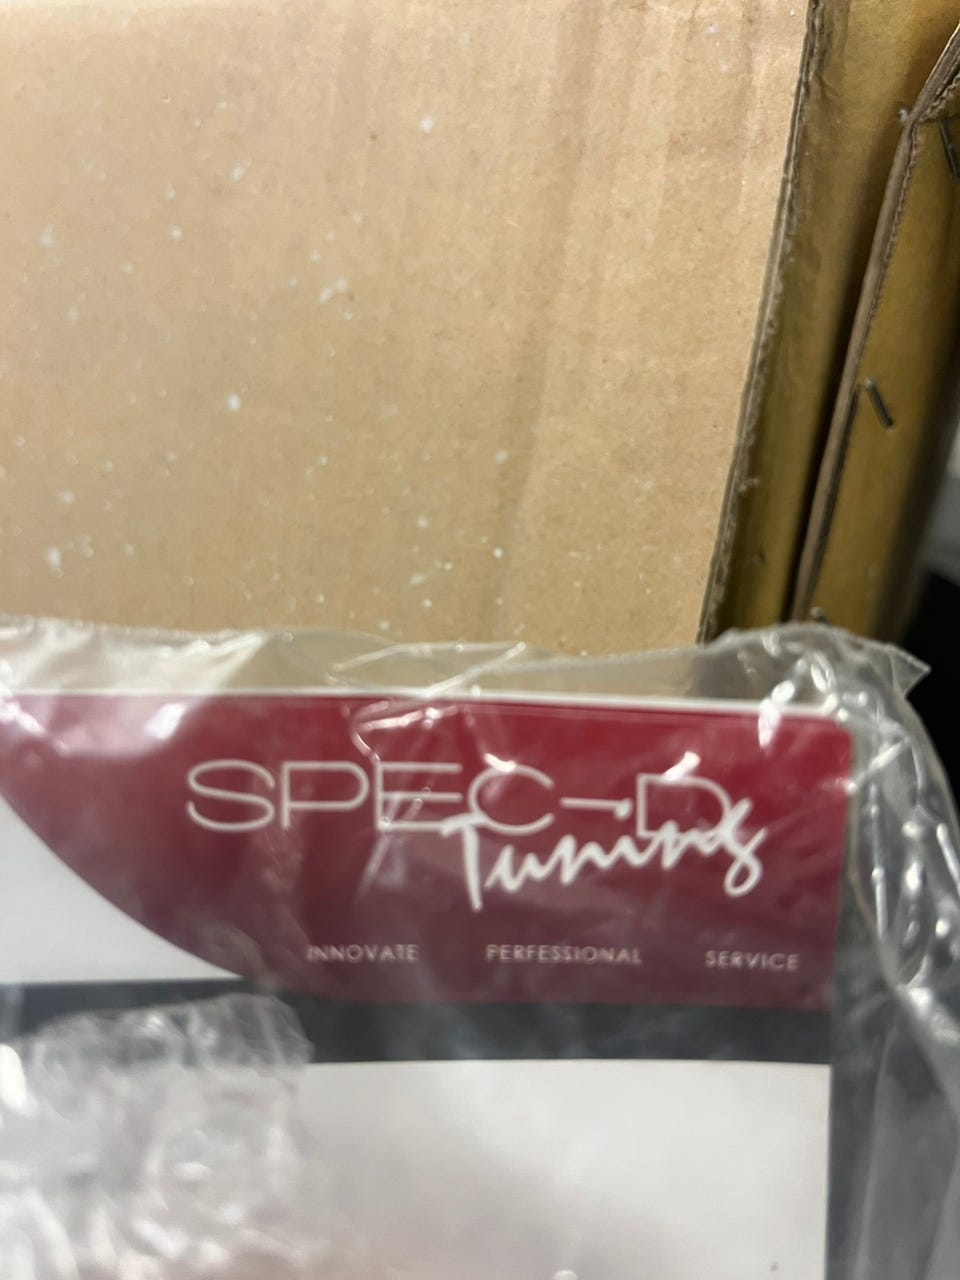 SPEC-D
Tuning
INNOVATE PERFESSIONAL SERVICE